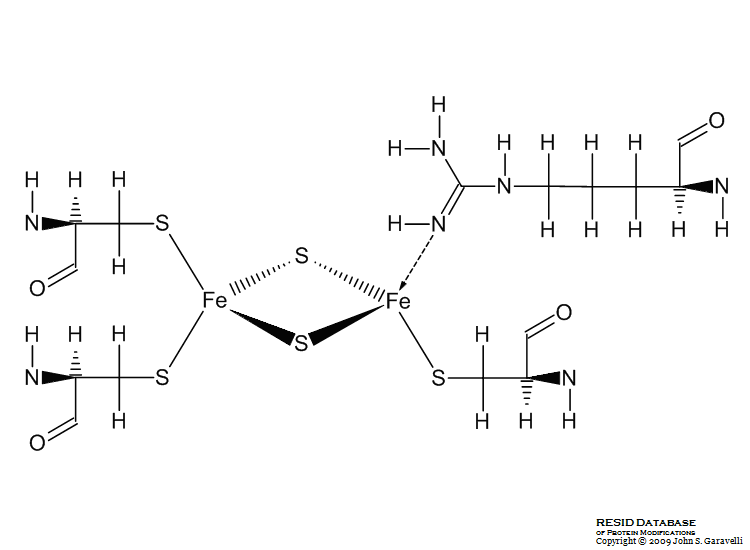 H
H N H H H H O
H H H S N N
N N H
O H S H H H H H
Fe Fe
H H H S H O
N S S N
O H H H H
RESID DATABASE
OF PROTEIN MODIFICATIONS
Copyright © 2009 John S. Garavelli